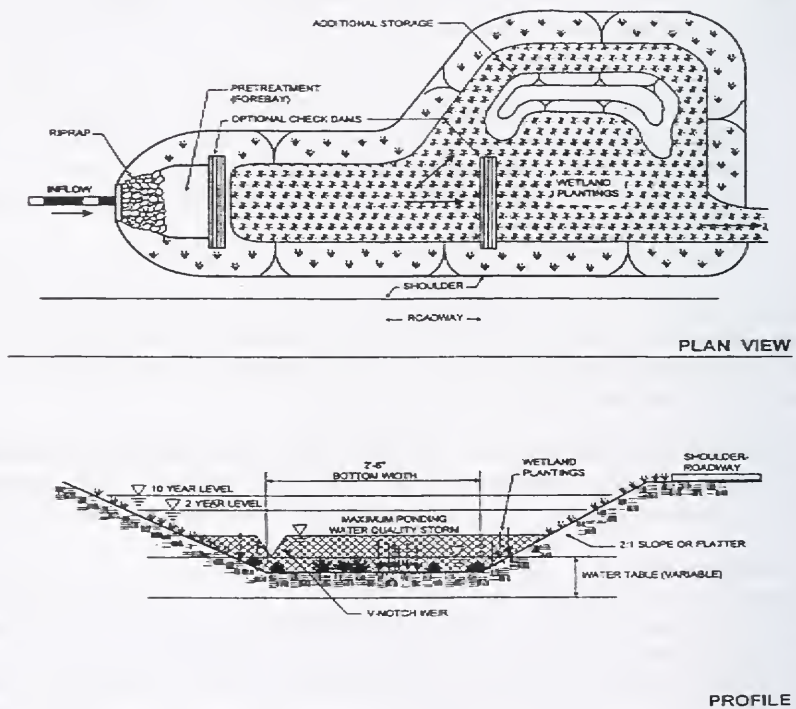 ADDITIONAL STORAGE
PRETREATMENT
(FOREBAY)
OPTIONAL CHECK DAMS
RIPRAP
INFLOW
WETLAND
PLANTINGS
SHOULDER
ROADWAY
PLAN VIEW
2'-8"
BOTTOM WIDTH
WETLAND
PLANTINGS
SHOULDER-
ROADWAY
10 YEAR LEVEL
2 YEAR LEVEL
MAXIMUM PONDING
WATER QUALITY STORM
2:1 SLOPE OR FLATTER
WATER TABLE (VARIABLE)
V-NOTCH WEIR
PROFILE